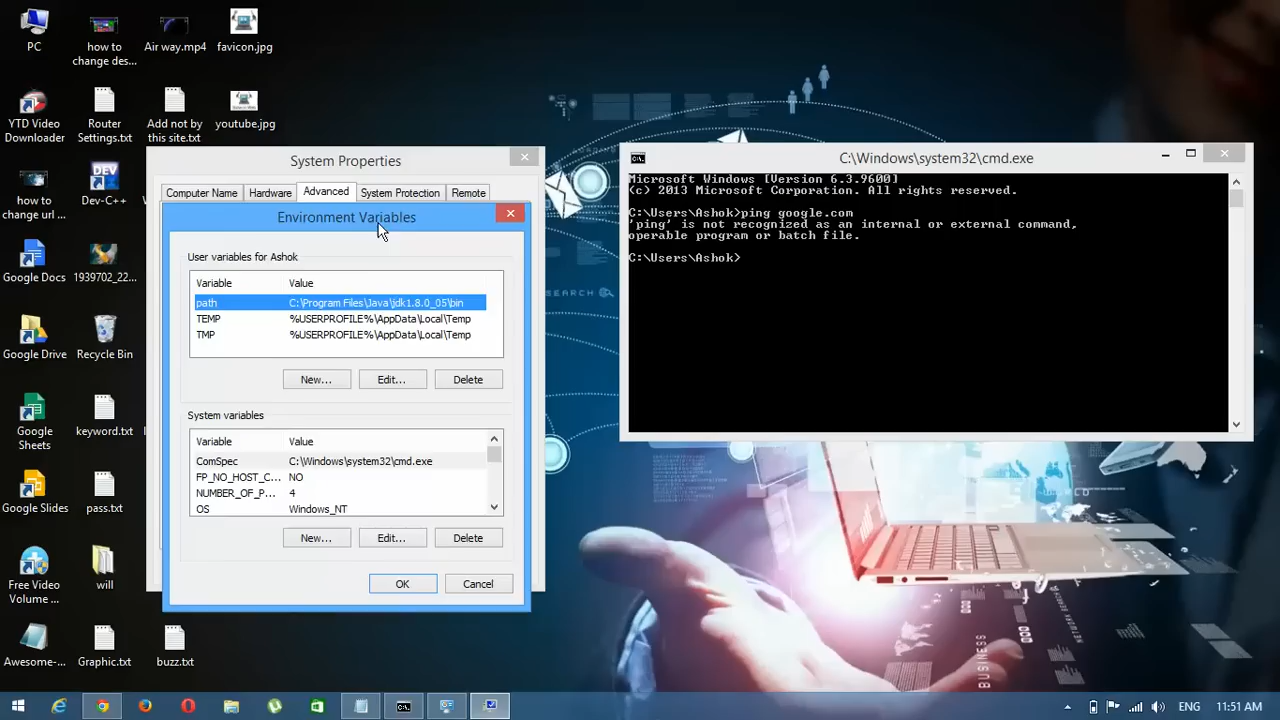 PC
how to
change des...
Air way.mp4
favicon.jpg
YTD Video
Downloader
Router
Settings.txt
Add not by
this site.txt
youtube.jpg
how to
change url ...
Dev-C++
Google Docs
1939702_22...
Google Drive
Recycle Bin
Google
Sheets
keyword.txt
Google Slides
pass.txt
Free Video
Volume ...
will
Awesome-...
Graphic.txt
buzz.txt
System Properties
Computer Name
Hardware
Advanced
System Protection
Remote
Environment Variables
User variables for Ashok
Variable Value
path C:\Program Files\Java\jdk1.8.0_05\bin
TEMP %USERPROFILE%\AppData\Local\Temp
TMP %USERPROFILE%\AppData\Local\Temp
New... Edit... Delete
System variables
Variable Value
ComSpec C:\Windows\system32\cmd.exe
FP_NO_HOST_C... NO
NUMBER_OF_P... 4
OS Windows_NT
New... Edit... Delete
OK Cancel
C:\Windows\system32\cmd.exe
Microsoft Windows [Version 6.3.9600]
(c) 2013 Microsoft Corporation. All rights reserved.
C:\Users\Ashok>ping google.com
'ping' is not recognized as an internal or external command,
operable program or batch file.
C:\Users\Ashok>
SEARCH
WORLD
BUSINESS
ENG 11:51 AM